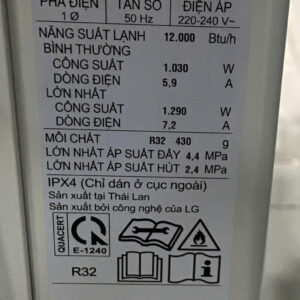 PHA ĐIỆN TẦN SỐ ĐIỆN ÁP
1 Ø 50 Hz 220-240 V~
NĂNG SUẤT LẠNH 12.000 Btu/h
BÌNH THƯỜNG
CÔNG SUẤT 1.030 W
DÒNG ĐIỆN 5,9 A
LỚN NHẤT
CÔNG SUẤT 1.290 W
DÒNG ĐIỆN 7,2 A
MÔI CHẤT R32 430 g
LỚN NHẤT ÁP SUẤT ĐẨY 4,4 MPa
LỚN NHẤT ÁP SUẤT HÚT 2,4 MPa
IPX4 (Chỉ dán ở cục ngoài)
Sản xuất tại Thái Lan
Sản xuất bởi công nghệ của LG
QUACERT
E-1240
R32